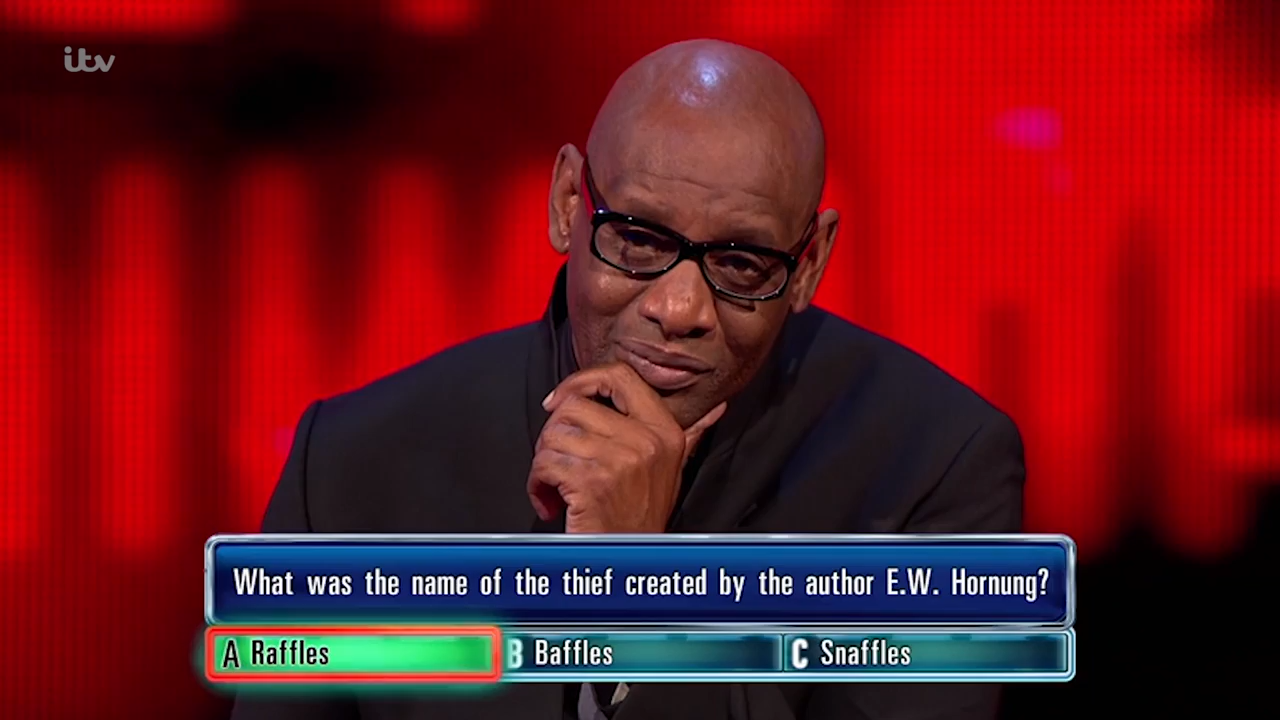 itv
What was the name of the thief created by the author E.W. Hornung?
A Raffles
B Baffles
C Snaffles